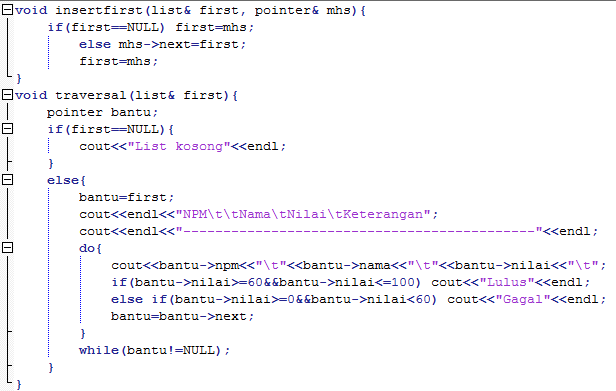 void insertfirst(list& first, pointer& mhs){
    if(first==NULL) first=mhs;
        else mhs->next=first;
        first=mhs;
}
void traversal(list& first){
    pointer bantu;
    if(first==NULL){
        cout<<"List kosong"<<endl;
    }
    else{
        bantu=first;
        cout<<endl<<"NPM\t\tNama\tNilai\tKeterangan";
        cout<<endl<<"--------------------------------------------"<<endl;
        do{
            cout<<bantu->npm<<"\t"<<bantu->nama<<"\t"<<bantu->nilai<<"\t";
            if(bantu->nilai>=60&&bantu->nilai<=100) cout<<"Lulus"<<endl;
            else if(bantu->nilai>=0&&bantu->nilai<60) cout<<"Gagal"<<endl;
            bantu=bantu->next;
        }
        while(bantu!=NULL);
    }
}